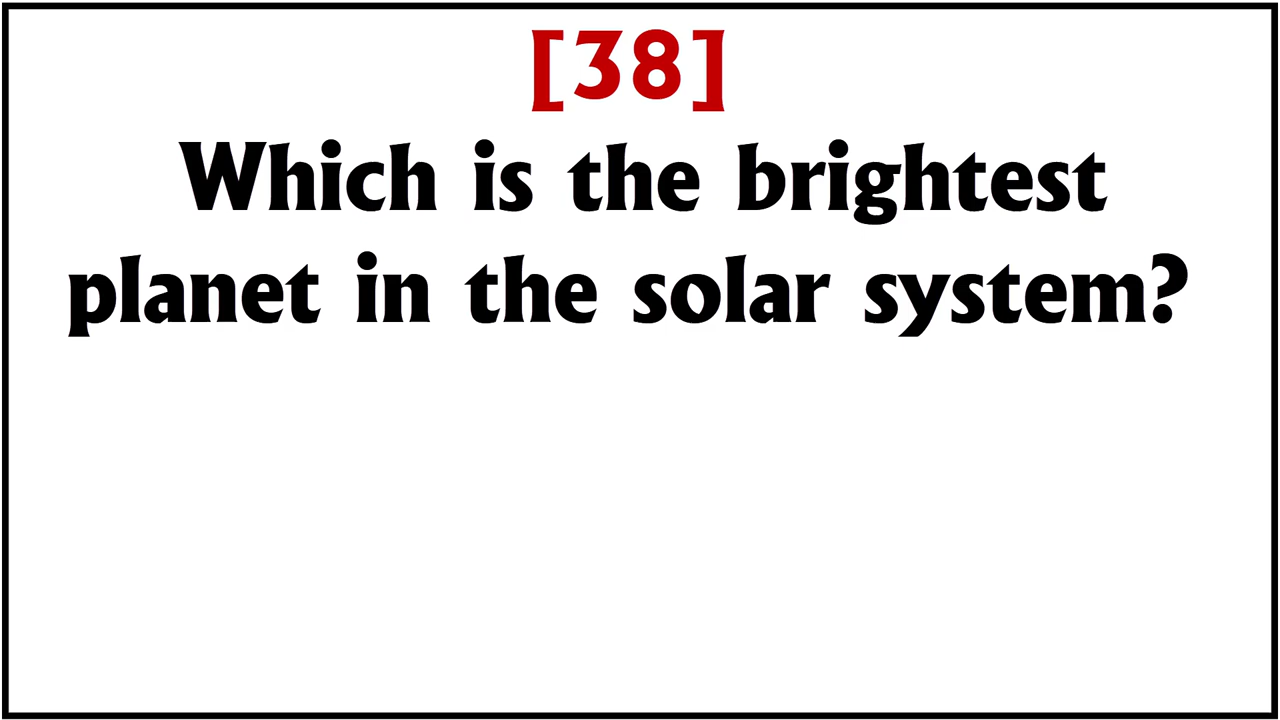 [38]
Which is the brightest
planet in the solar system?